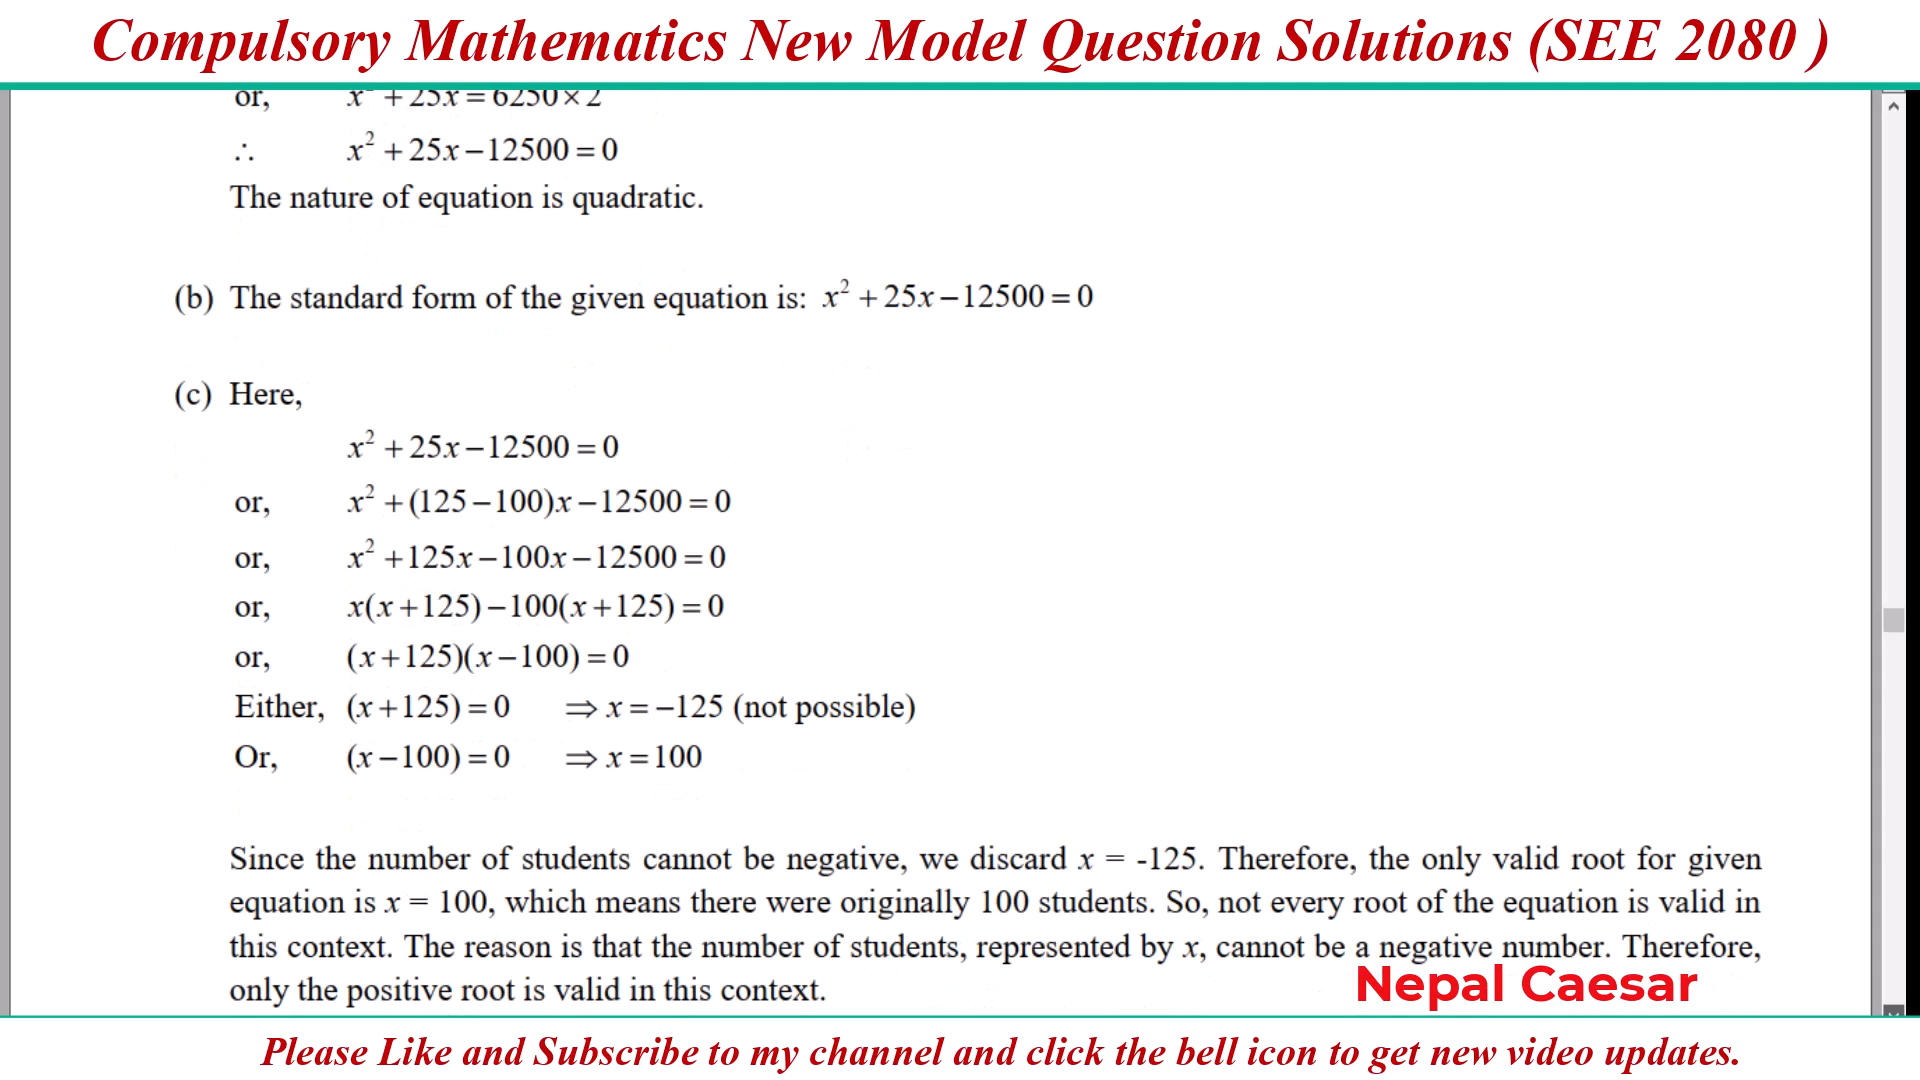 Compulsory Mathematics New Model Question Solutions (SEE 2080 )
or, x² + 25x = 6250 × 2
∴ x² + 25x − 12500 = 0
The nature of equation is quadratic.
(b) The standard form of the given equation is: x² + 25x − 12500 = 0
(c) Here,
x² + 25x − 12500 = 0
or, x² + (125 − 100)x − 12500 = 0
or, x² + 125x − 100x − 12500 = 0
or, x(x + 125) − 100(x + 125) = 0
or, (x + 125)(x − 100) = 0
Either, (x + 125) = 0 ⇒ x = −125 (not possible)
Or, (x − 100) = 0 ⇒ x = 100
Since the number of students cannot be negative, we discard x = -125. Therefore, the only valid root for given
equation is x = 100, which means there were originally 100 students. So, not every root of the equation is valid in
this context. The reason is that the number of students, represented by x, cannot be a negative number. Therefore,
only the positive root is valid in this context.
Nepal Caesar
Please Like and Subscribe to my channel and click the bell icon to get new video updates.